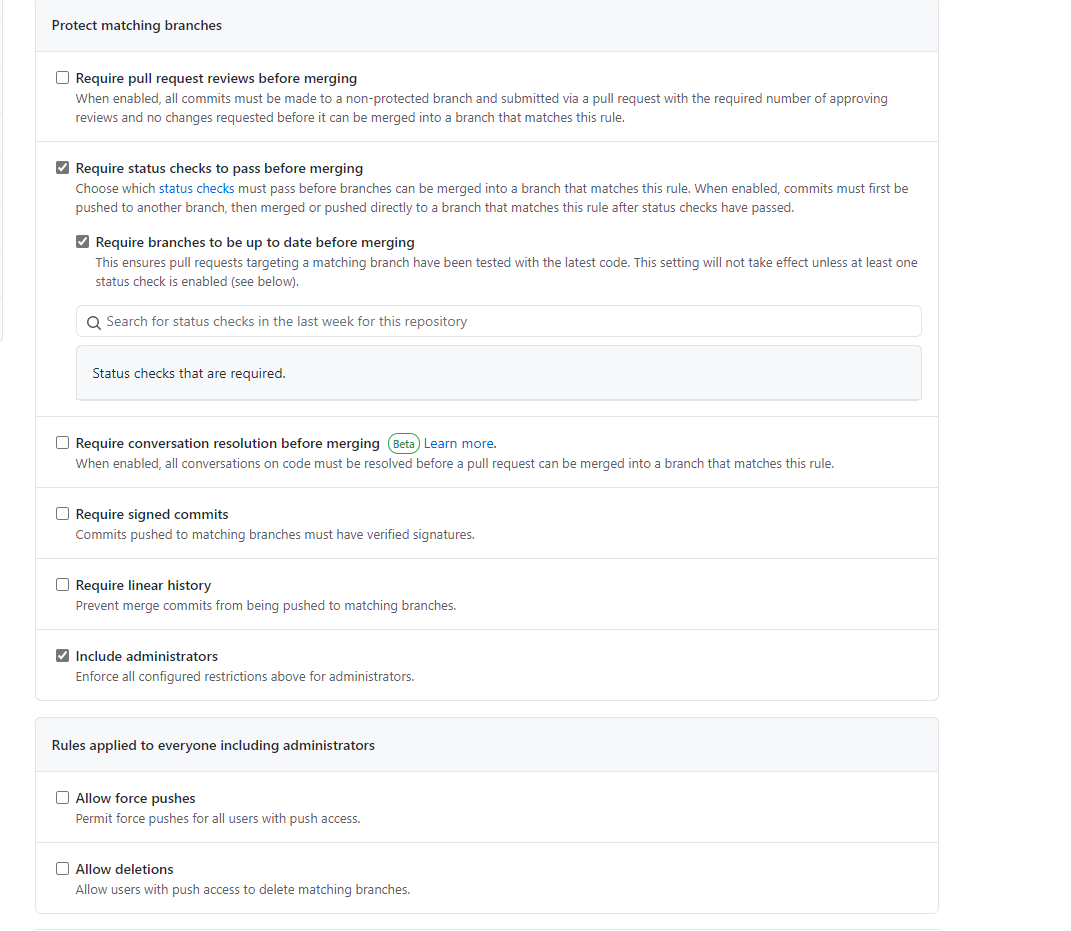 Protect matching branches
Require pull request reviews before merging
When enabled, all commits must be made to a non-protected branch and submitted via a pull request with the required number of approving
reviews and no changes requested before it can be merged into a branch that matches this rule.
Require status checks to pass before merging
Choose which status checks must pass before branches can be merged into a branch that matches this rule. When enabled, commits must first be
pushed to another branch, then merged or pushed directly to a branch that matches this rule after status checks have passed.
Require branches to be up to date before merging
This ensures pull requests targeting a matching branch have been tested with the latest code. This setting will not take effect unless at least one
status check is enabled (see below).
Search for status checks in the last week for this repository
Status checks that are required.
Require conversation resolution before merging Beta Learn more.
When enabled, all conversations on code must be resolved before a pull request can be merged into a branch that matches this rule.
Require signed commits
Commits pushed to matching branches must have verified signatures.
Require linear history
Prevent merge commits from being pushed to matching branches.
Include administrators
Enforce all configured restrictions above for administrators.
Rules applied to everyone including administrators
Allow force pushes
Permit force pushes for all users with push access.
Allow deletions
Allow users with push access to delete matching branches.